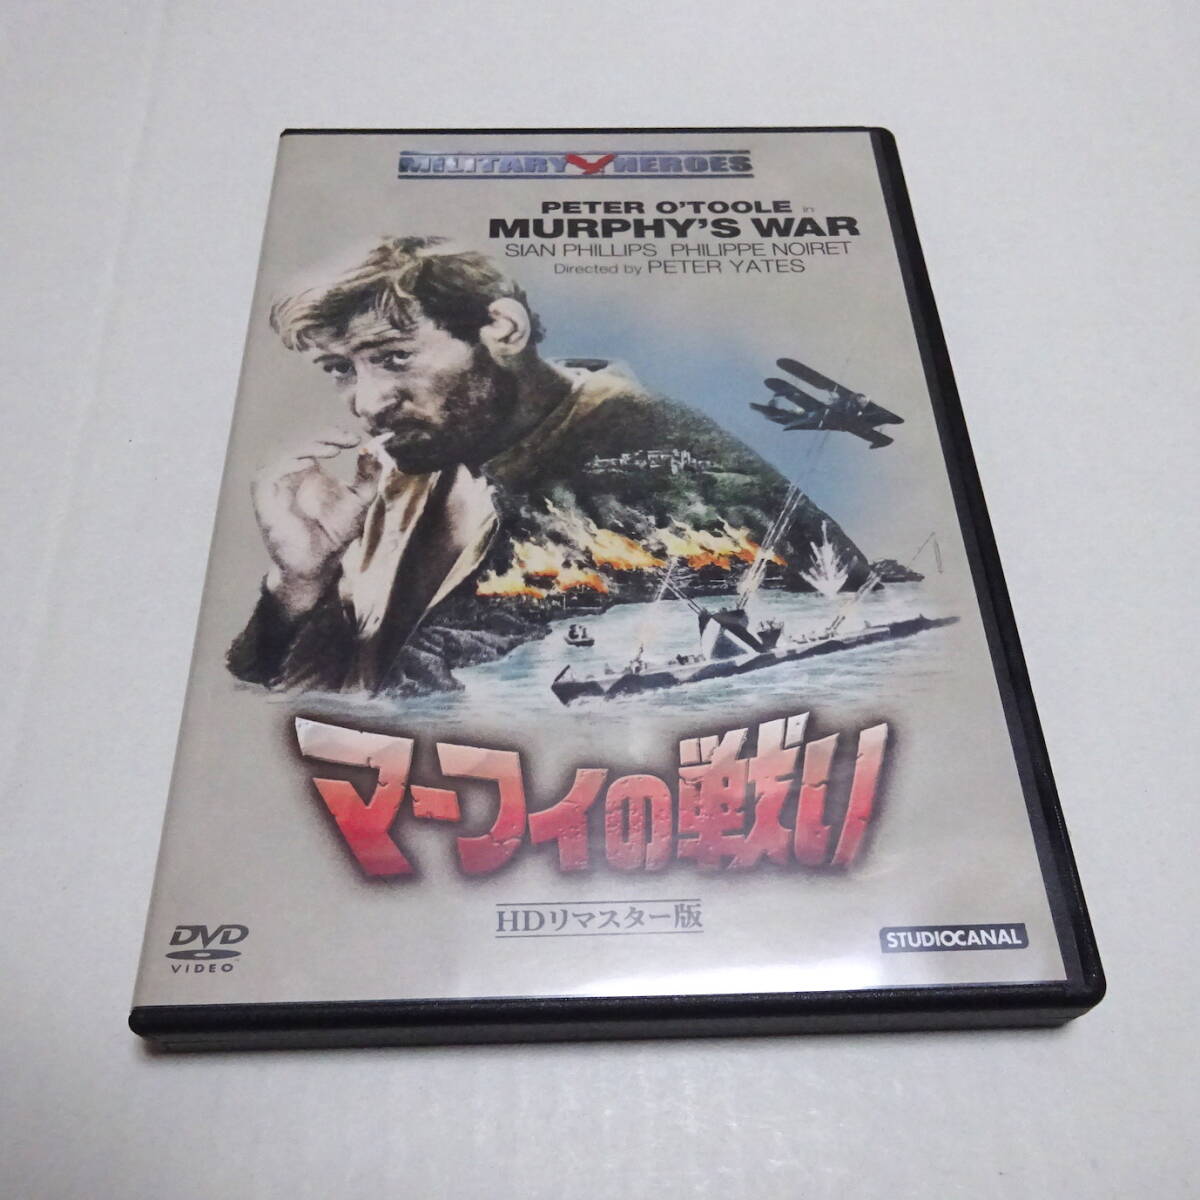 MILITARY HEROES
PETER O'TOOLE in
MURPHY'S WAR
SIAN PHILLIPS PHILIPPE NOIRET
Directed by PETER YATES
マーフィの戦い
HDリマスター版
DVD
VIDEO
STUDIOCANAL